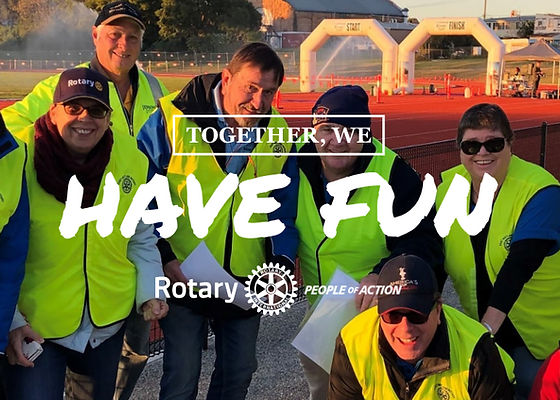 START
FINISH
Rotary
TOGETHER, WE
HAVE FUN
Rotary
PEOPLE OF ACTION